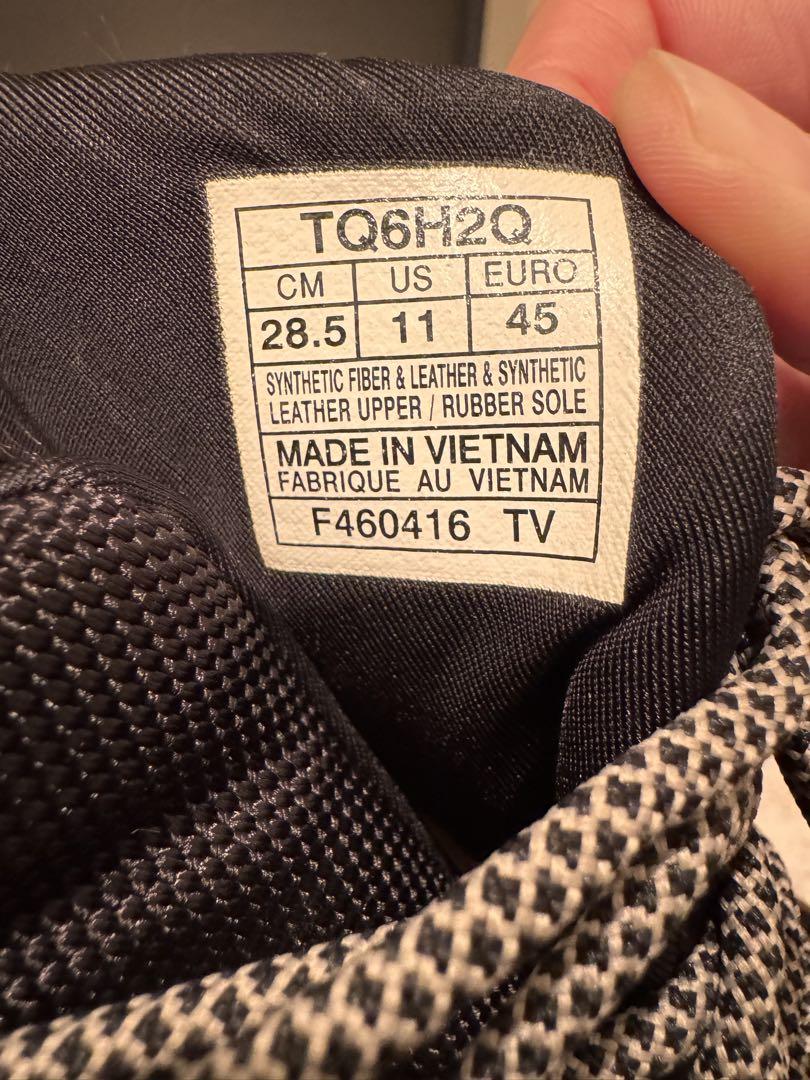 TQ6H2Q
CM US EURO
28.5 11 45
SYNTHETIC FIBER & LEATHER & SYNTHETIC
LEATHER UPPER / RUBBER SOLE
MADE IN VIETNAM
FABRIQUE AU VIETNAM
F460416 TV